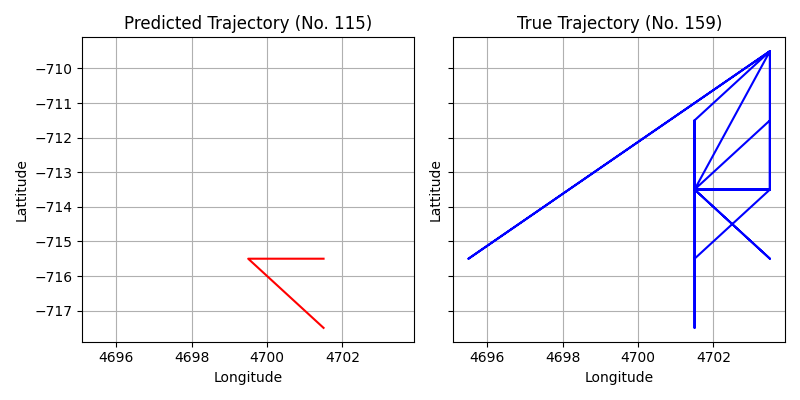 Predicted Trajectory (No. 115)
True Trajectory (No. 159)
−710
−711
−712
−713
−714
−715
−716
−717
Lattitude
Lattitude
4696
4698
4700
4702
4696
4698
4700
4702
Longitude
Longitude